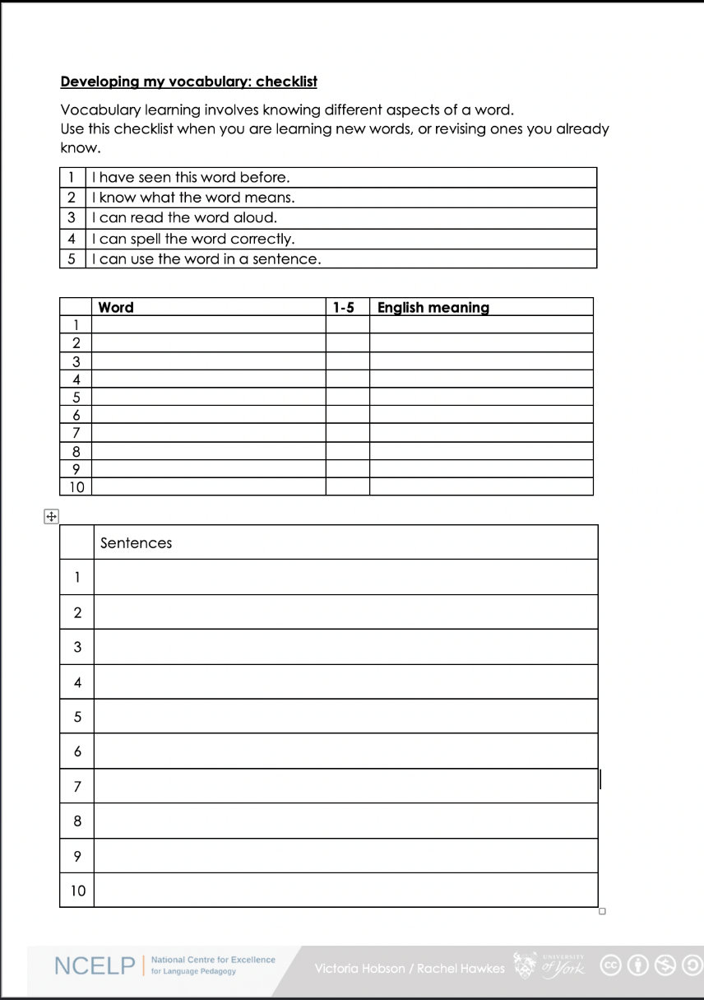 Developing my vocabulary: checklist
Vocabulary learning involves knowing different aspects of a word.
Use this checklist when you are learning new words, or revising ones you already
know.
1 I have seen this word before.
2 I know what the word means.
3 I can read the word aloud.
4 I can spell the word correctly.
5 I can use the word in a sentence.
Word 1-5 English meaning
1
2
3
4
5
6
7
8
9
10
Sentences
1
2
3
4
5
6
7
8
9
10
NCELP National Centre for Excellence
for Language Pedagogy
Victoria Hobson / Rachel Hawkes
UNIVERSITY
of York
cc